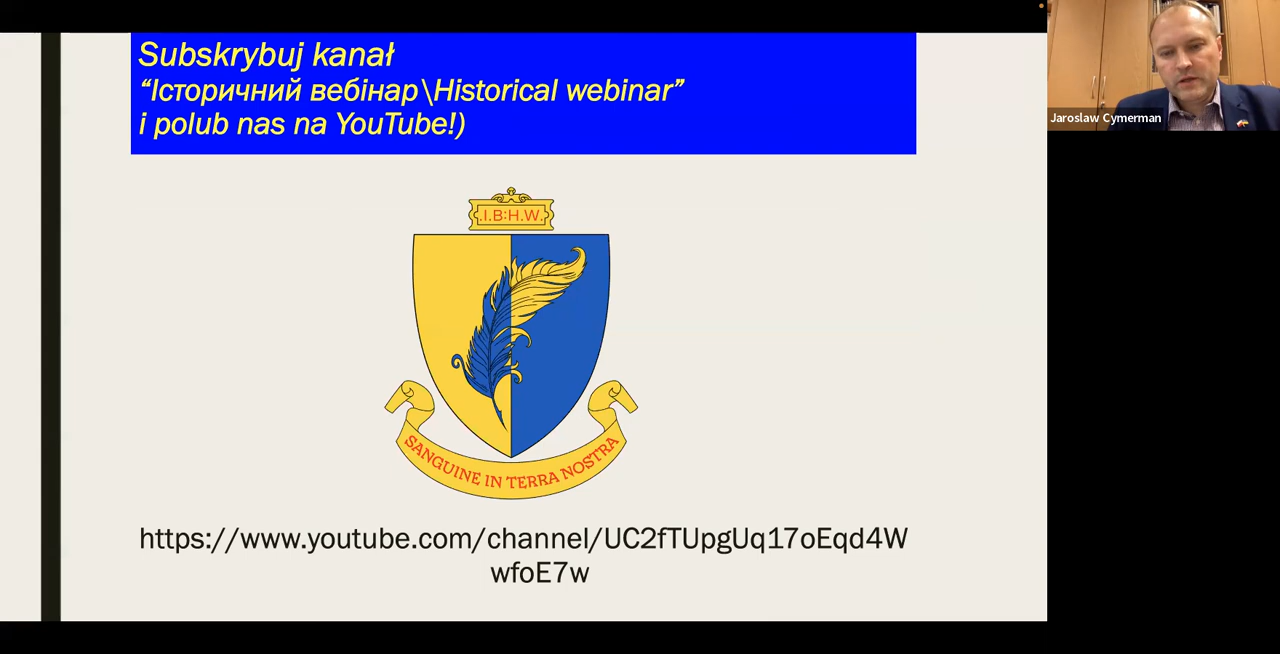 Subskrybuj kanał
“Історичний вебінар\Historical webinar”
i polub nas na YouTube!)
Jaroslaw Cymerman
.I.B:H.W.
SANGUINE IN TERRA NOSTRA
https://www.youtube.com/channel/UC2fTUpgUq17oEqd4W
wfoE7w